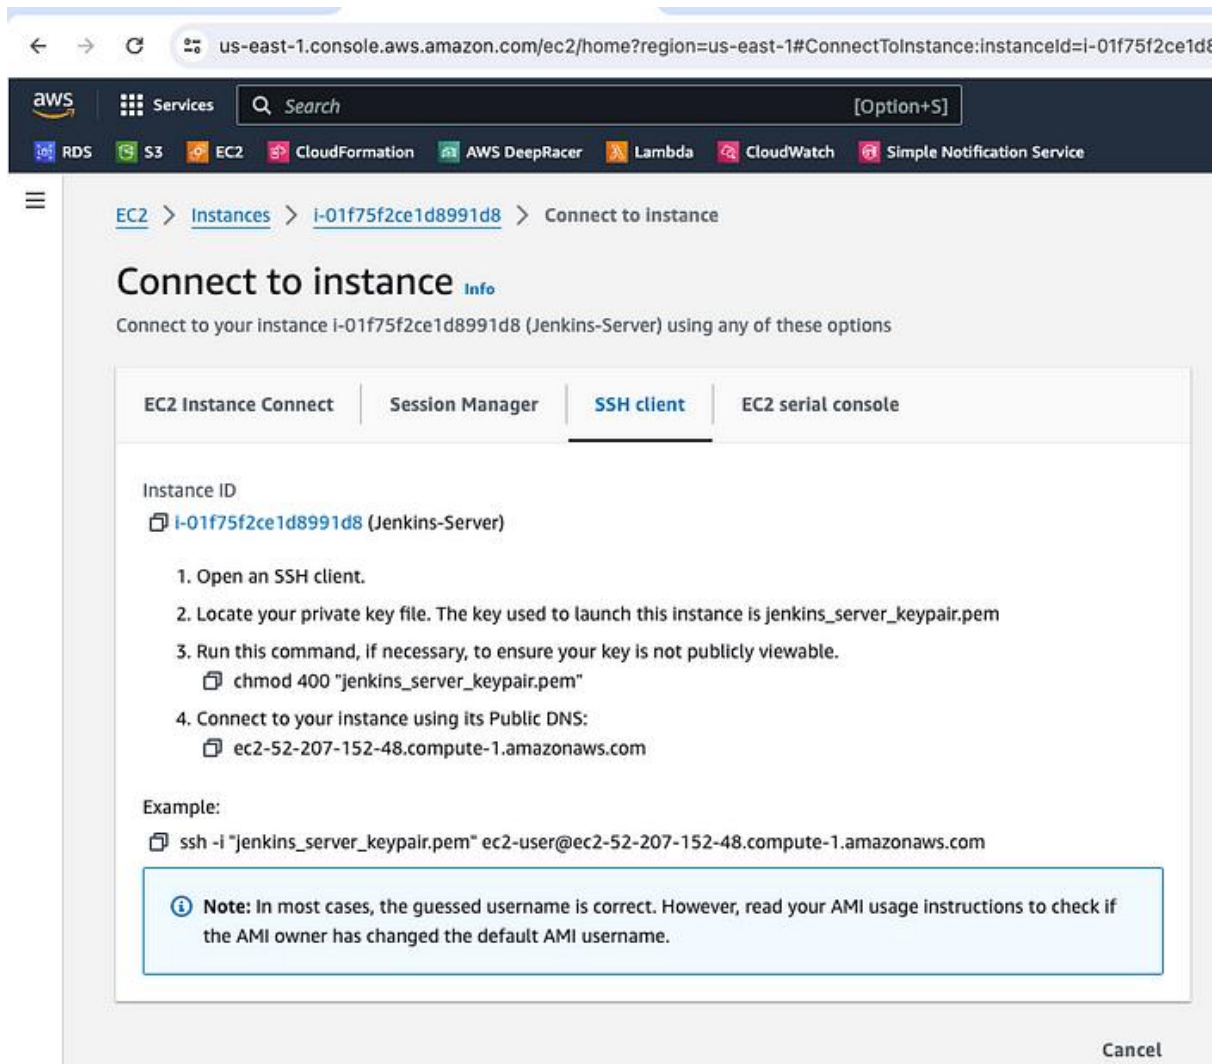 us-east-1.console.aws.amazon.com/ec2/home?region=us-east-1#ConnectToInstance:instanceId=i-01f75f2ce1d8
aws Services Search [Option+S]
RDS S3 EC2 CloudFormation AWS DeepRacer Lambda CloudWatch Simple Notification Service
EC2 > Instances > i-01f75f2ce1d8991d8 > Connect to instance
Connect to instance Info
Connect to your instance i-01f75f2ce1d8991d8 (Jenkins-Server) using any of these options
EC2 Instance Connect Session Manager SSH client EC2 serial console
Instance ID
i-01f75f2ce1d8991d8 (Jenkins-Server)
1. Open an SSH client.
2. Locate your private key file. The key used to launch this instance is jenkins_server_keypair.pem
3. Run this command, if necessary, to ensure your key is not publicly viewable.
chmod 400 "jenkins_server_keypair.pem"
4. Connect to your instance using its Public DNS:
ec2-52-207-152-48.compute-1.amazonaws.com
Example:
ssh -i "jenkins_server_keypair.pem" ec2-user@ec2-52-207-152-48.compute-1.amazonaws.com
Note: In most cases, the guessed username is correct. However, read your AMI usage instructions to check if
the AMI owner has changed the default AMI username.
Cancel